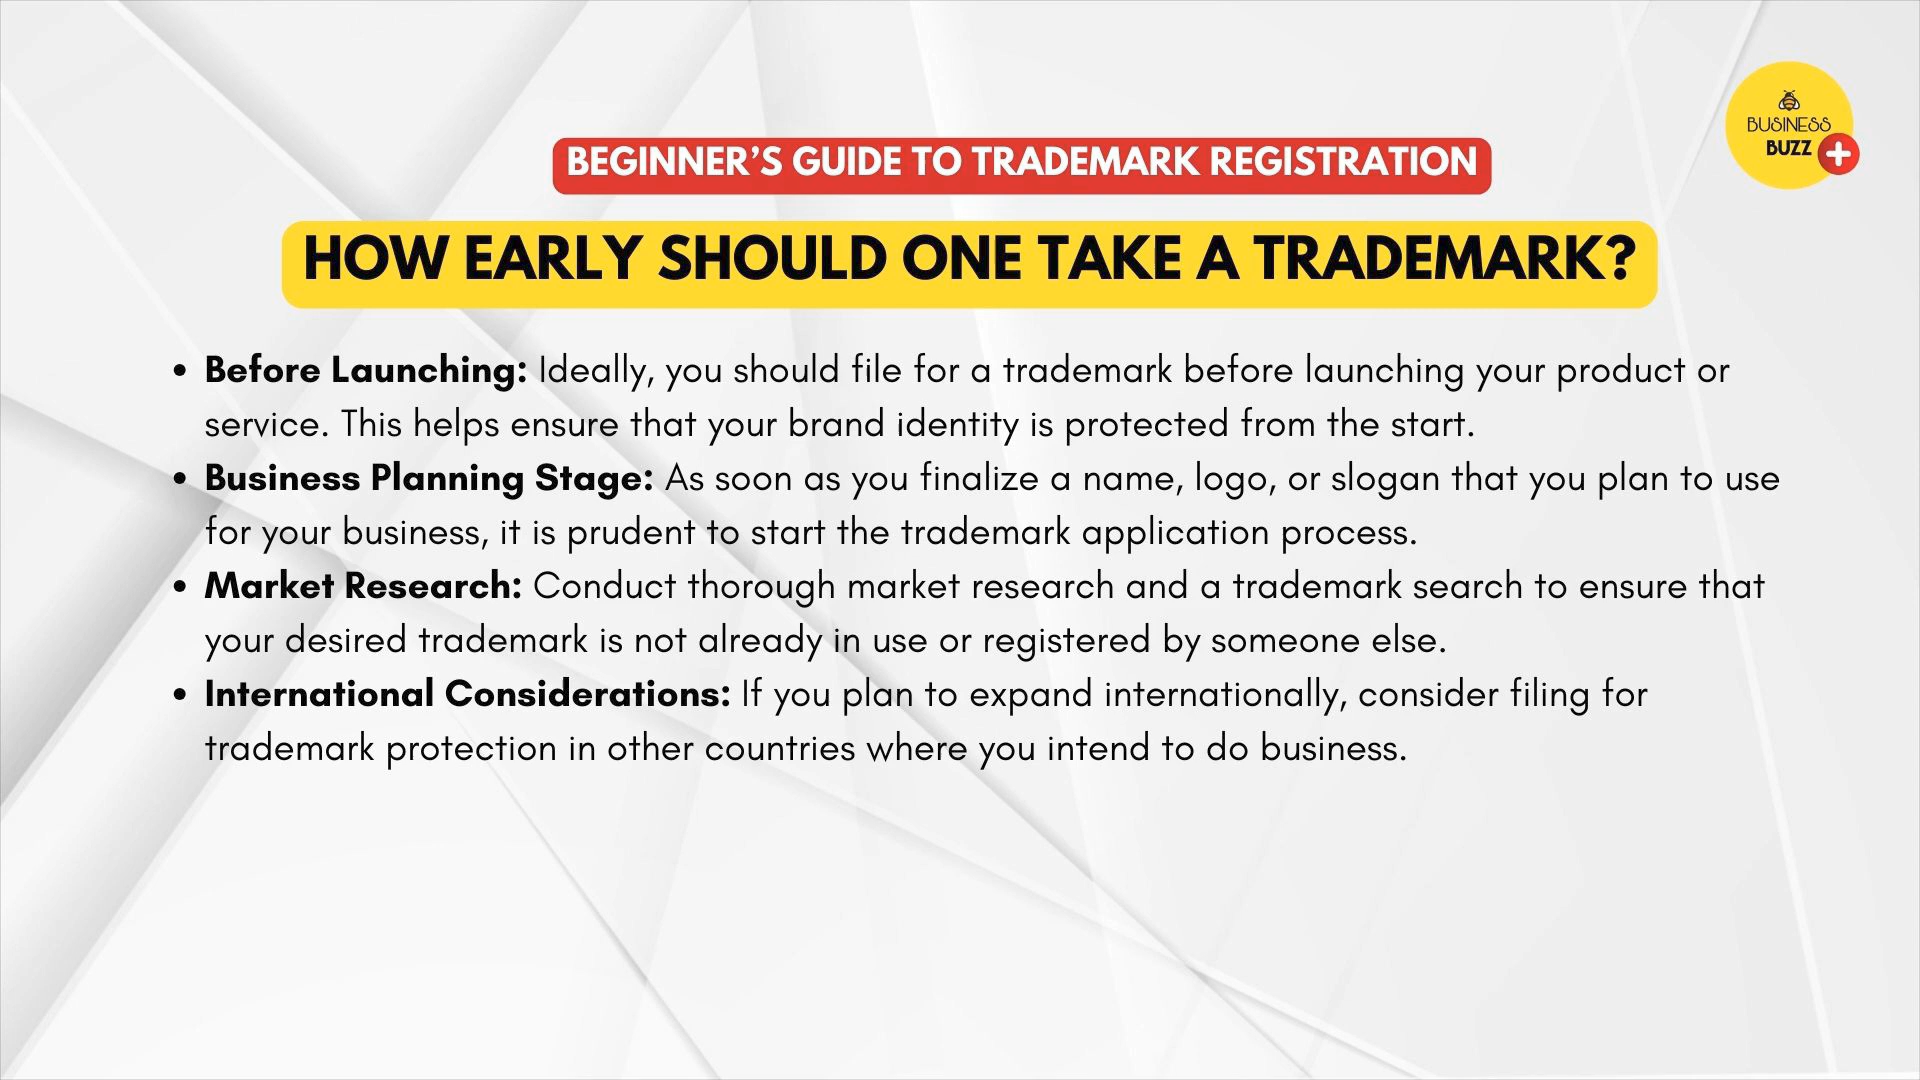 BUSINESS
BUZZ
BEGINNER’S GUIDE TO TRADEMARK REGISTRATION
HOW EARLY SHOULD ONE TAKE A TRADEMARK?
• Before Launching: Ideally, you should file for a trademark before launching your product or
service. This helps ensure that your brand identity is protected from the start.
• Business Planning Stage: As soon as you finalize a name, logo, or slogan that you plan to use
for your business, it is prudent to start the trademark application process.
• Market Research: Conduct thorough market research and a trademark search to ensure that
your desired trademark is not already in use or registered by someone else.
• International Considerations: If you plan to expand internationally, consider filing for
trademark protection in other countries where you intend to do business.